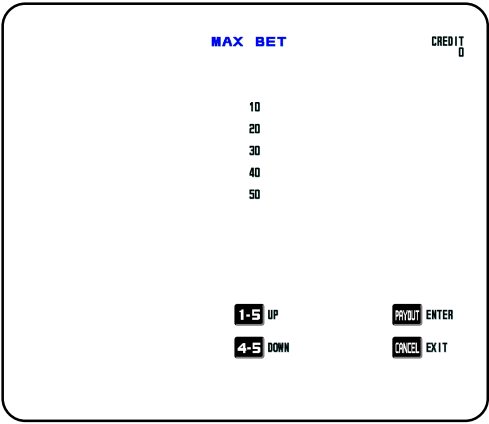 MAX BET
CREDIT
0
10
20
30
40
50
1-5 UP
PAYOUT ENTER
4-5 DOWN
CANCEL EXIT